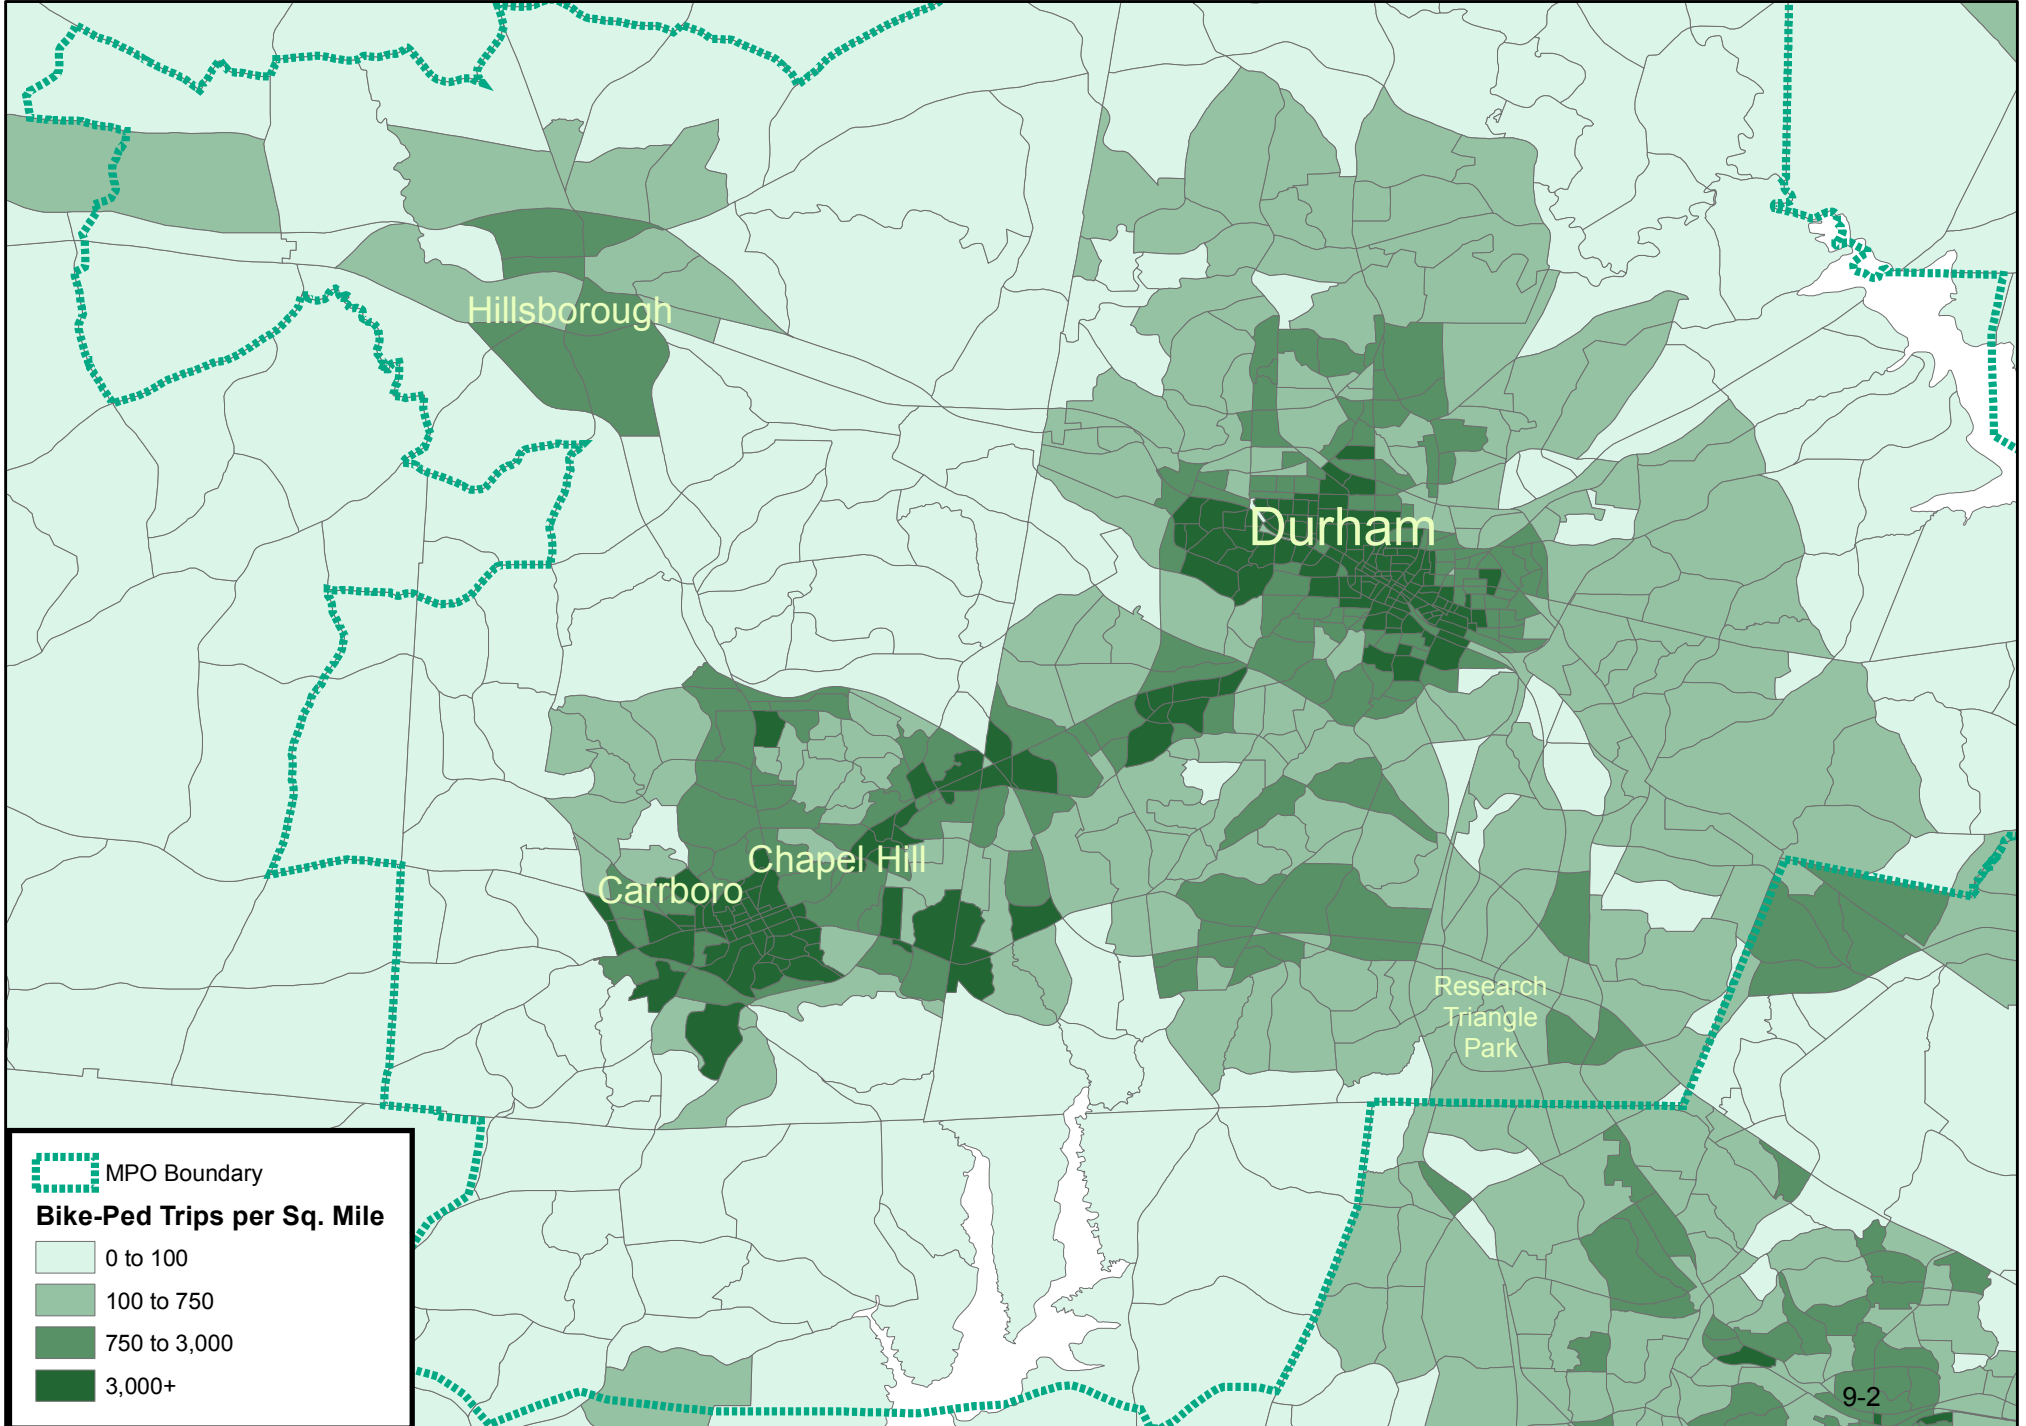 Hillsborough
Durham
Chapel Hill
Carrboro
Research
Triangle
Park
MPO Boundary
Bike-Ped Trips per Sq. Mile
0 to 100
100 to 750
750 to 3,000
3,000+
9-2